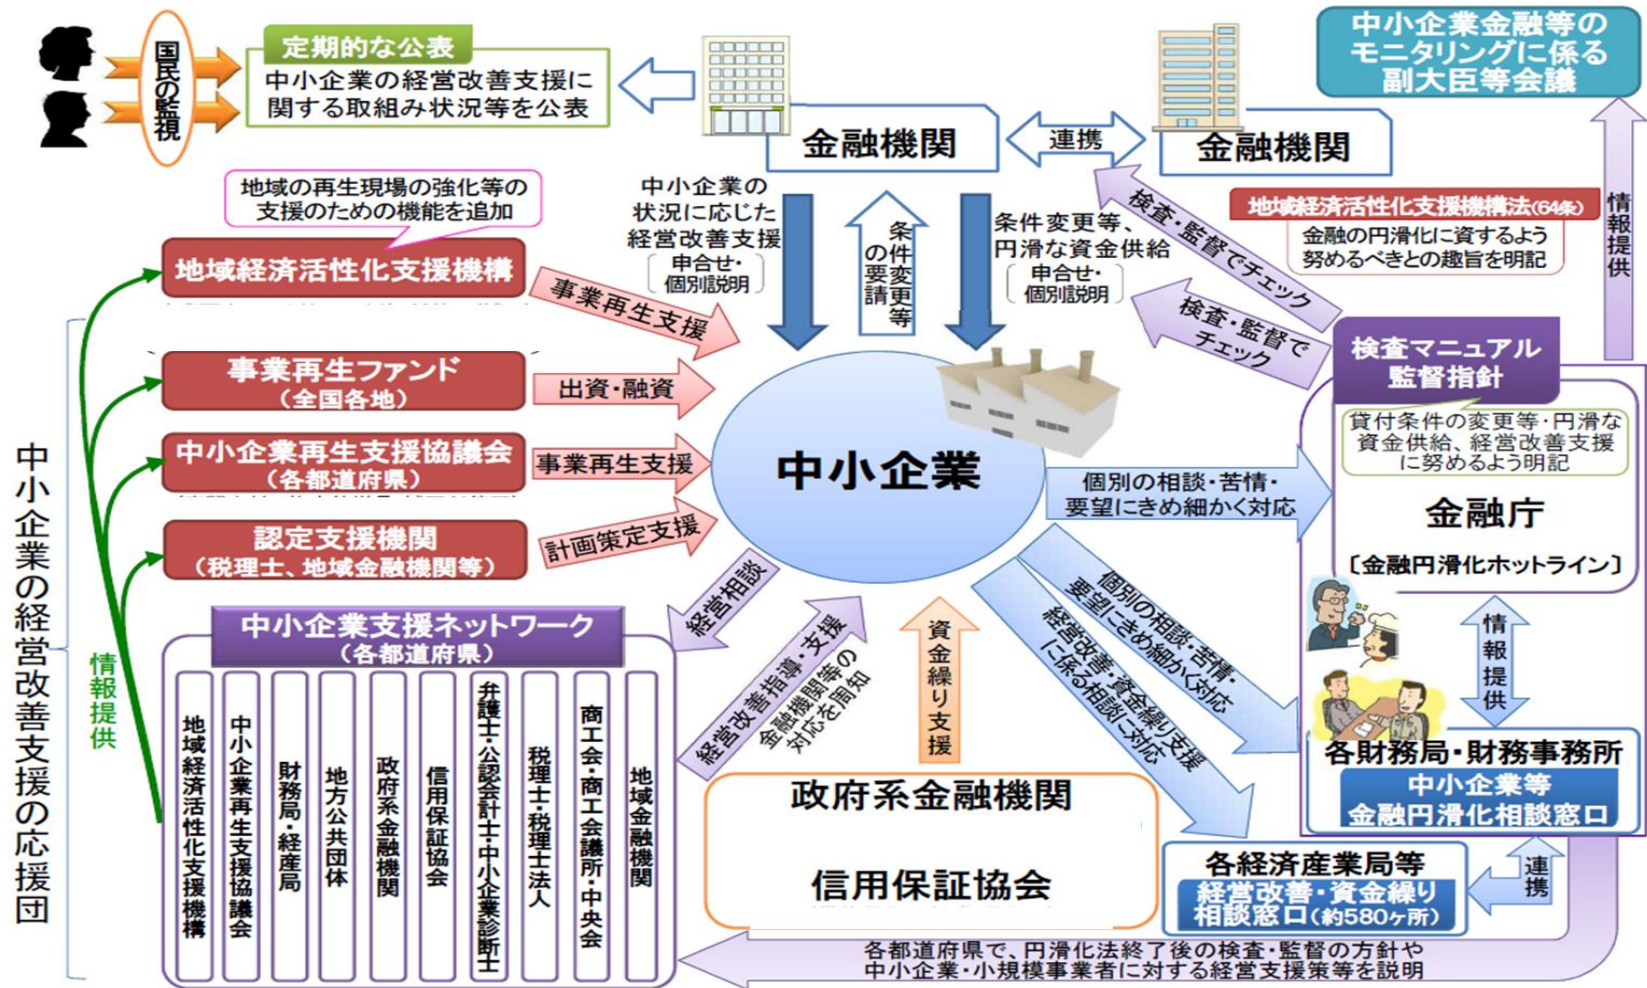 国民の監視
定期的な公表
中小企業の経営改善支援に
関する取組み状況等を公表
金融機関
連携
金融機関
中小企業金融等の
モニタリングに係る
副大臣等会議
情報提供
地域の再生現場の強化等の
支援のための機能を追加
中小企業の
状況に応じた
経営改善支援
申合せ・
個別説明
条件変更等
の要請
条件変更等、
円滑な資金供給
申合せ・
個別説明
検査・監督でチェック
検査・監督で
チェック
地域経済活性化支援機構法(64条)
金融の円滑化に資するよう
努めるべきとの趣旨を明記
地域経済活性化支援機構
事業再生支援
事業再生ファンド
（全国各地）
出資・融資
中小企業再生支援協議会
（各都道府県）
事業再生支援
認定支援機関
（税理士、地域金融機関等）
計画策定支援
中小企業の経営改善支援の応援団
情報提供
中小企業
検査マニュアル
監督指針
貸付条件の変更等・円滑な
資金供給、経営改善支援
に努めるよう明記
金融庁
〔金融円滑化ホットライン〕
個別の相談・苦情・
要望にきめ細かく対応
個別の相談・苦情・
要望にきめ細かく対応
経営改善・資金繰り支援
に係る相談に対応
情報提供
各財務局・財務事務所
中小企業等
金融円滑化相談窓口
連携
各経済産業局等
経営改善・資金繰り
相談窓口（約580ヶ所）
経営相談
経営改善指導・支援
金融機関等の
対応を周知
資金繰り支援
政府系金融機関
信用保証協会
中小企業支援ネットワーク
（各都道府県）
地域経済活性化支援機構
中小企業再生支援協議会
財務局・経産局
地方公共団体
政府系金融機関
信用保証協会
弁護士・公認会計士・中小企業診断士
税理士・税理士法人
商工会・商工会議所・中央会
地域金融機関
各都道府県で、円滑化法終了後の検査・監督の方針や
中小企業・小規模事業者に対する経営支援策等を説明